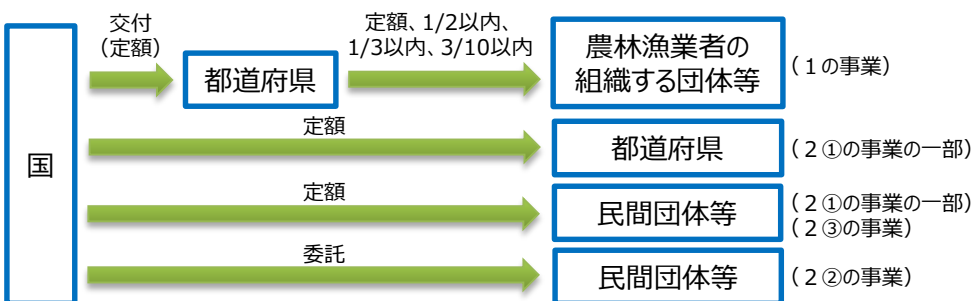 交付
（定額）
定額、1/2以内、
1/3以内、3/10以内
国
都道府県
農林漁業者の
組織する団体等
（１の事業）
定額
都道府県
（２①の事業の一部）
定額
民間団体等
（２①の事業の一部）
（２③の事業）
委託
民間団体等
（２②の事業）